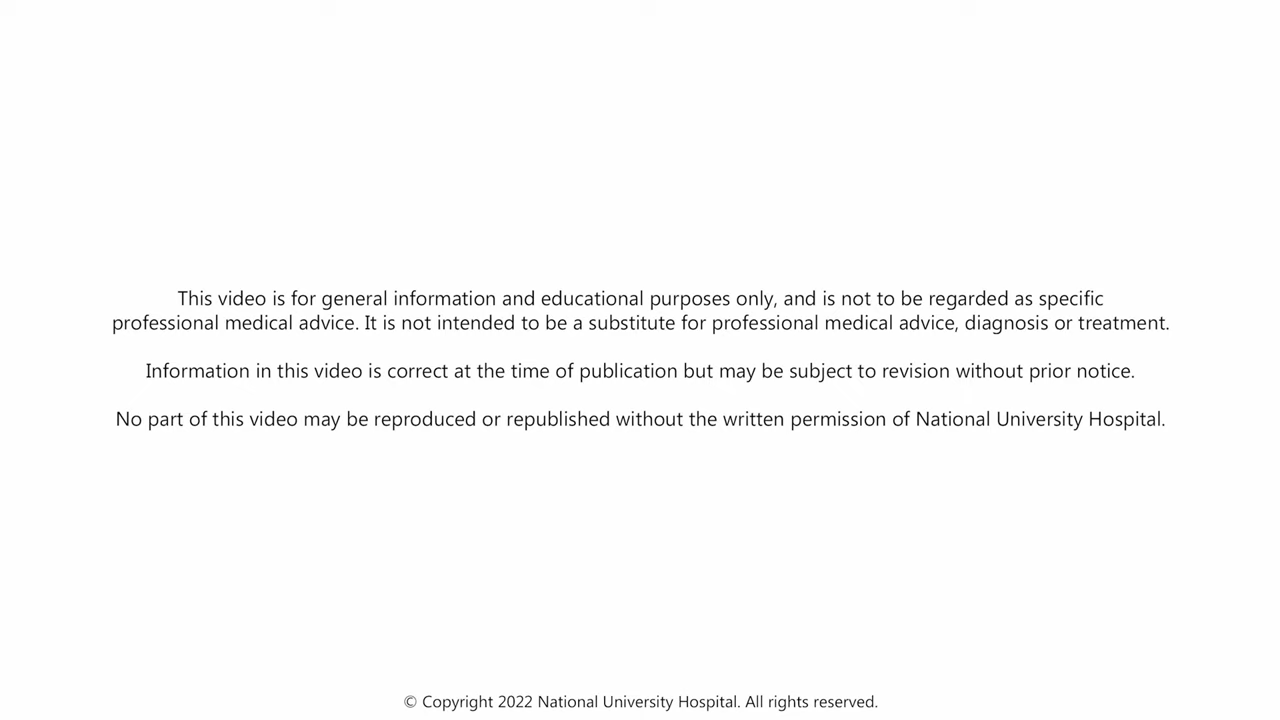 This video is for general information and educational purposes only, and is not to be regarded as specific
professional medical advice. It is not intended to be a substitute for professional medical advice, diagnosis or treatment.
Information in this video is correct at the time of publication but may be subject to revision without prior notice.
No part of this video may be reproduced or republished without the written permission of National University Hospital.
© Copyright 2022 National University Hospital. All rights reserved.